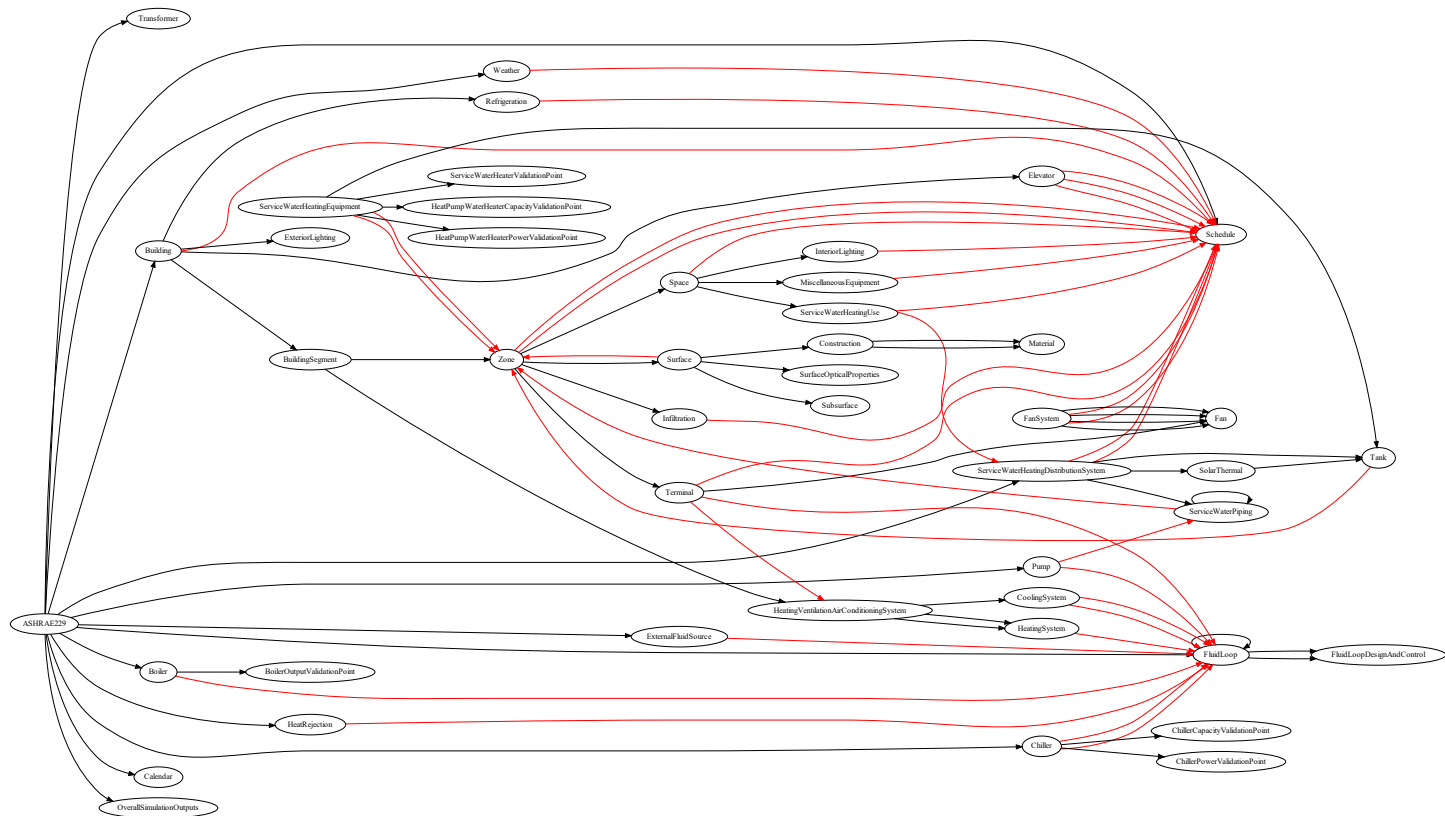 Transformer
Weather
Refrigeration
ServiceWaterHeaterValidationPoint
Elevator
ServiceWaterHeatingEquipment
HeatPumpWaterHeaterCapacityValidationPoint
HeatPumpWaterHeaterPowerValidationPoint
ExteriorLighting
Schedule
Building
InteriorLighting
Space
MiscellaneousEquipment
ServiceWaterHeatingUse
Construction
Material
BuildingSegment
Zone
Surface
SurfaceOpticalProperties
Subsurface
Infiltration
FanSystem
Fan
Tank
ServiceWaterHeatingDistributionSystem
SolarThermal
Terminal
ServiceWaterPiping
Pump
CoolingSystem
HeatingVentilationAirConditioningSystem
ASHRAE229
HeatingSystem
ExternalFluidSource
FluidLoop
FluidLoopDesignAndControl
Boiler
BoilerOutputValidationPoint
HeatRejection
ChillerCapacityValidationPoint
Chiller
ChillerPowerValidationPoint
Calendar
OverallSimulationOutputs